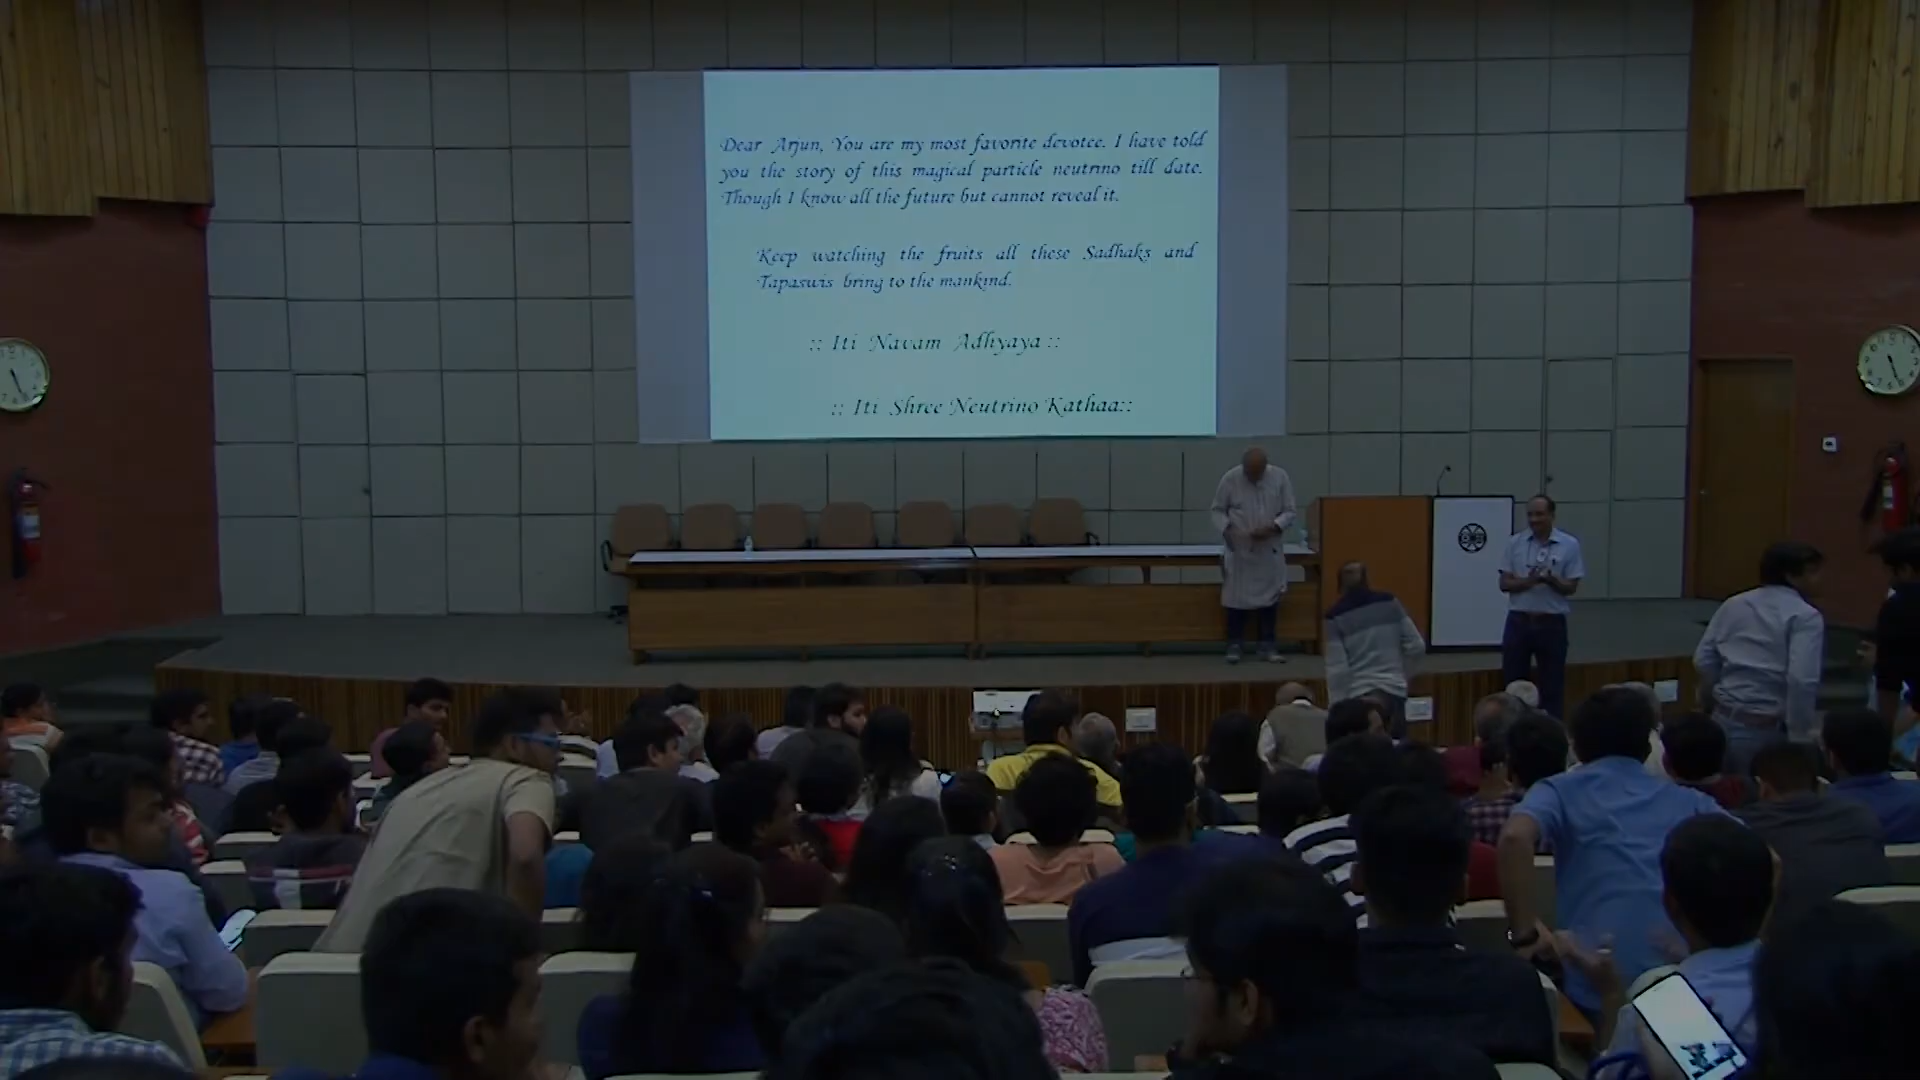 Dear Arjun, You are my most favorite devotee. I have told
you the story of this magical particle neutrino till date.
Though I know all the future but cannot reveal it.
Keep watching the fruits all these Sadhaks and
Tapaswis bring to the mankind.
:: Iti Navam Adhyaya ::
:: Iti Shree Neutrino Kathaa::